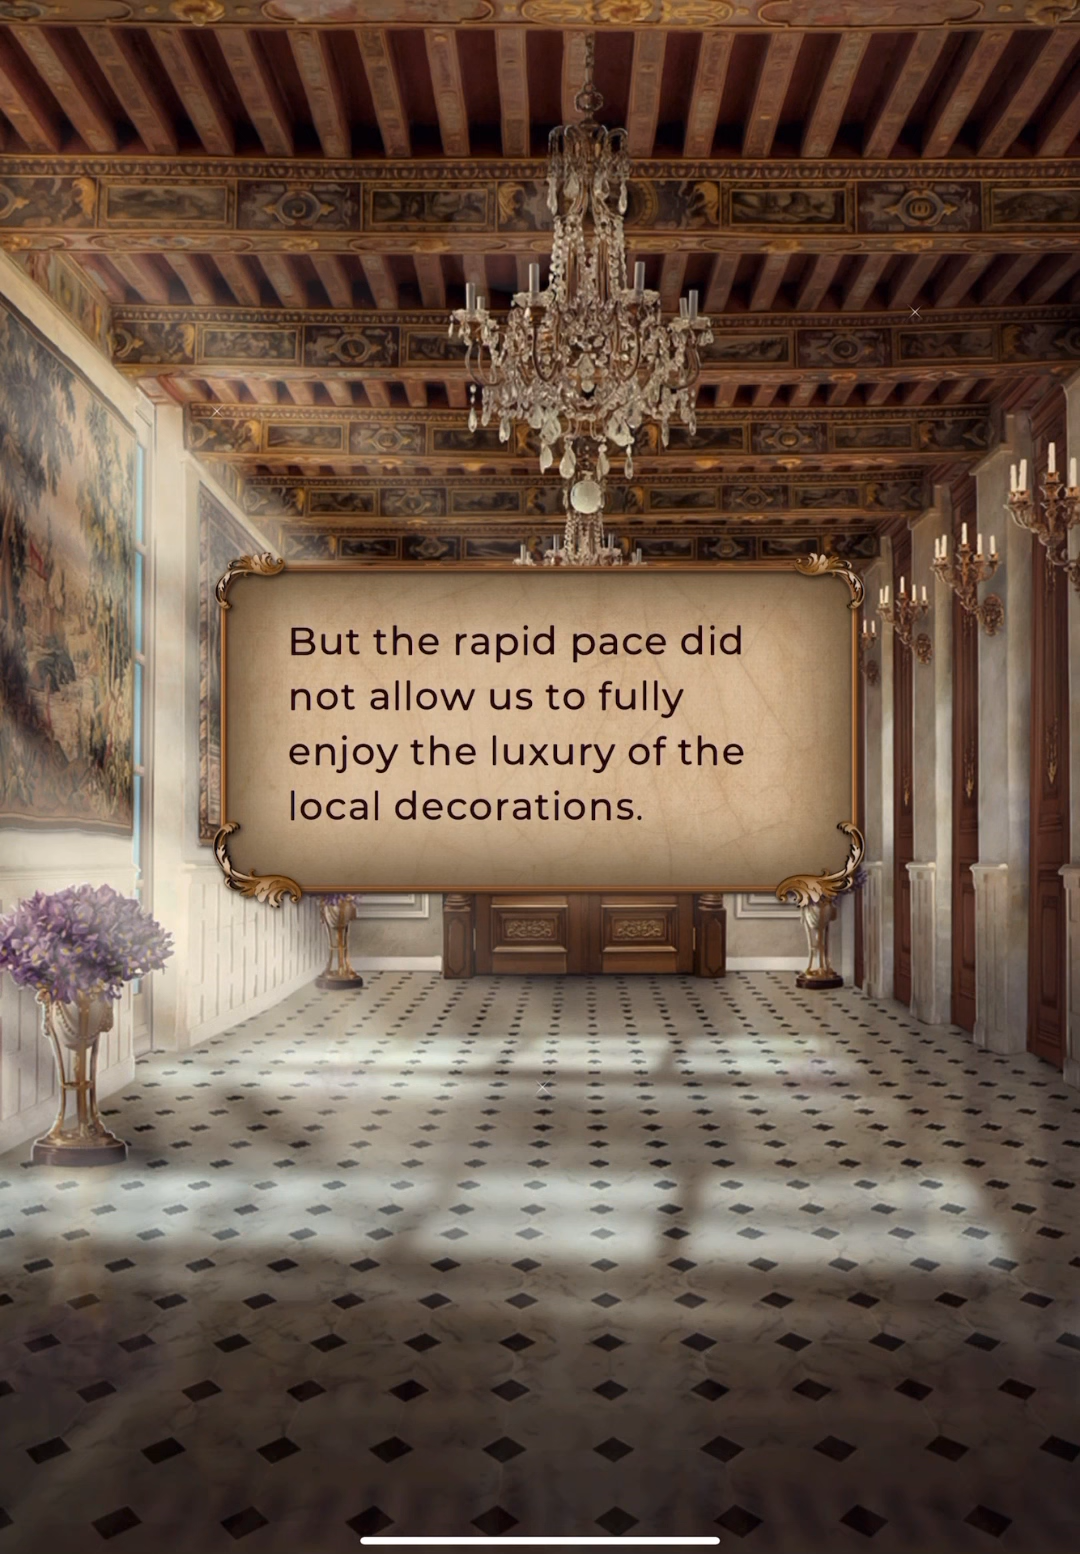 But the rapid pace did
not allow us to fully
enjoy the luxury of the
local decorations.